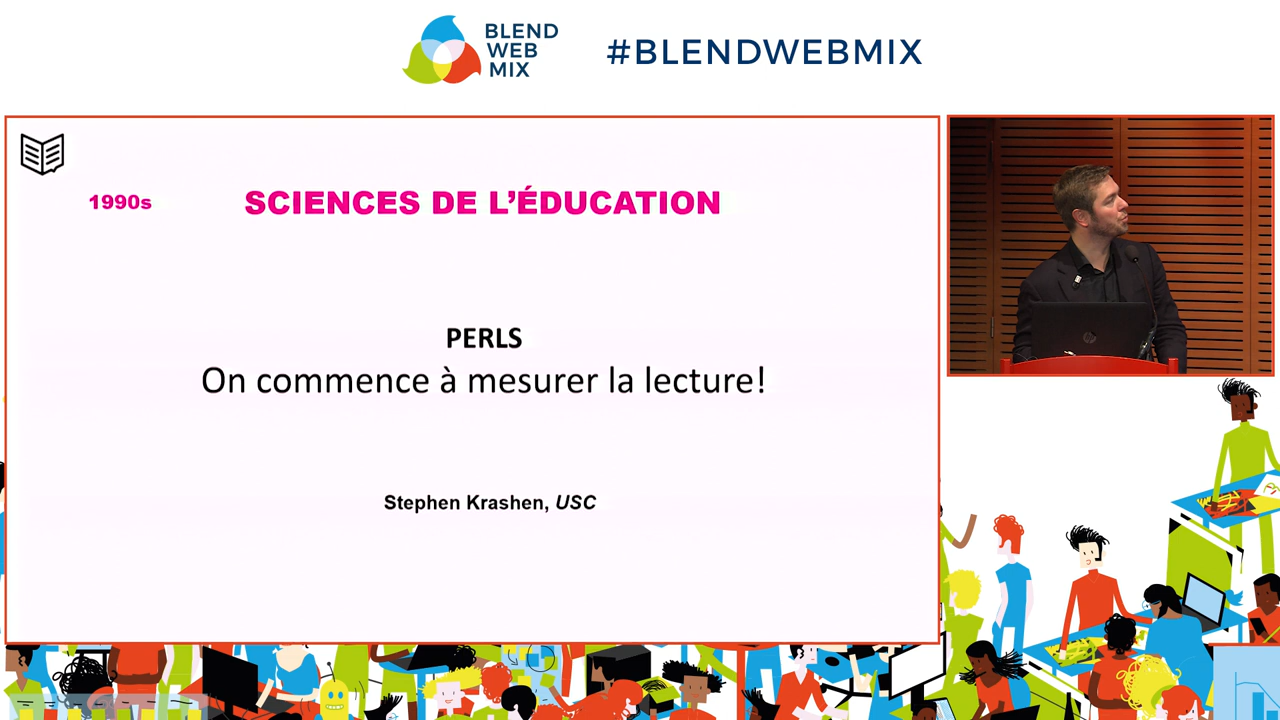 BLEND
WEB
MIX
#BLENDWEBMIX
1990s
SCIENCES DE L’ÉDUCATION
PERLS
On commence à mesurer la lecture!
Stephen Krashen, USC